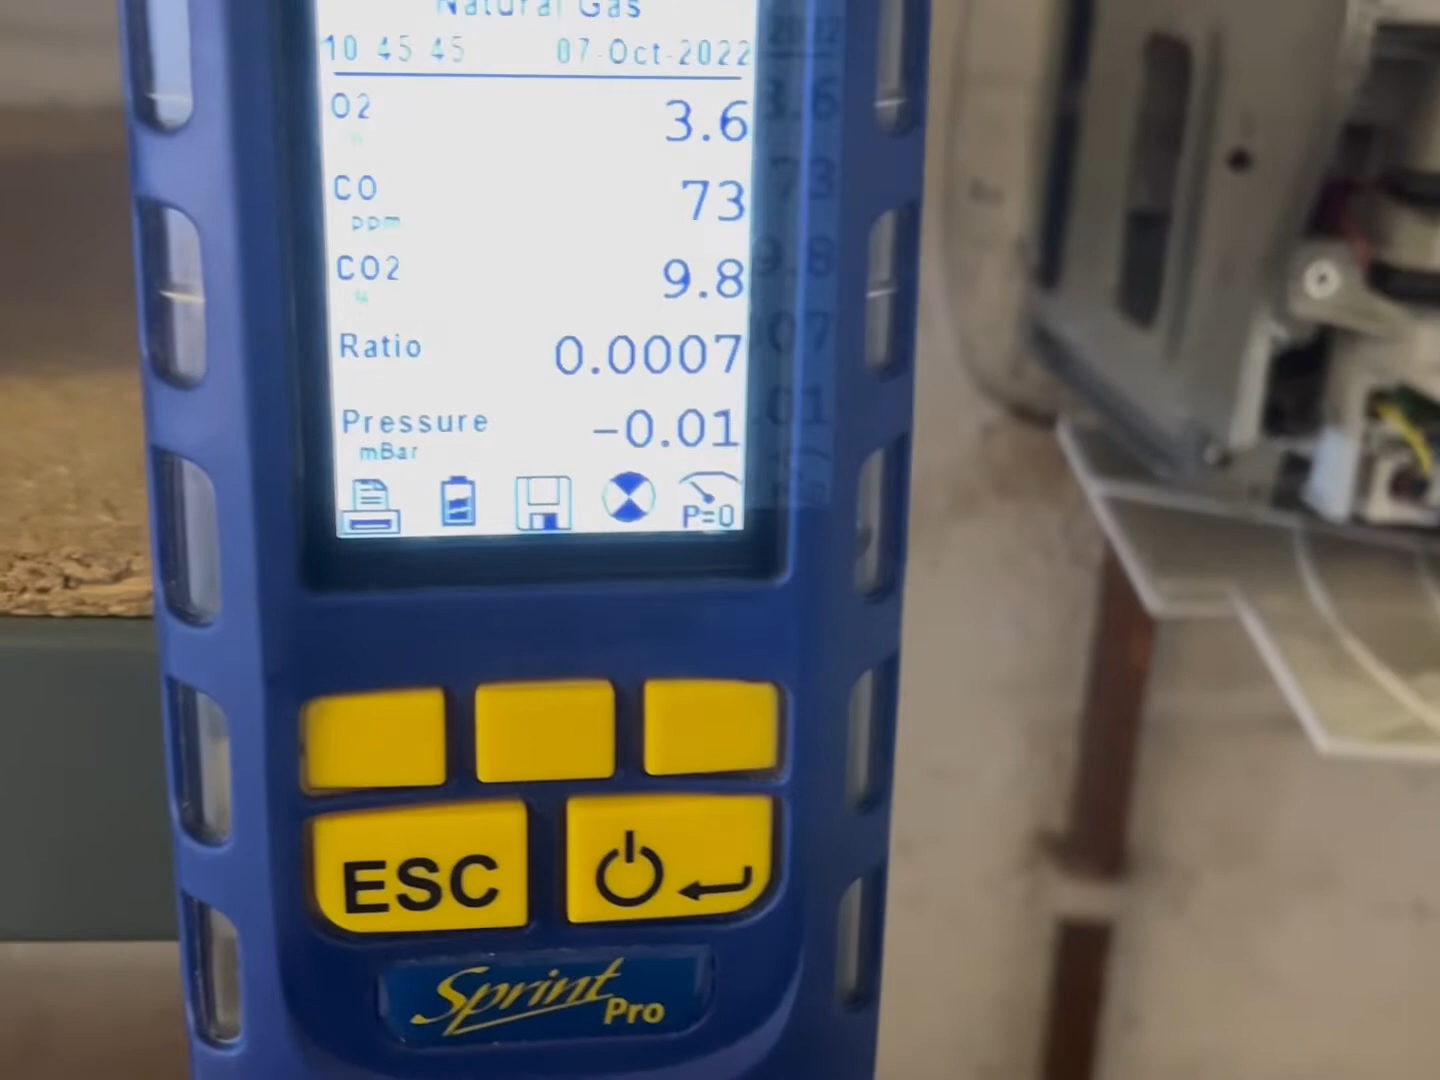 Natural Gas
10 45 45 07-Oct-2022
O2 3.6
%
CO 73
ppm
CO2 9.8
%
Ratio 0.0007
Pressure -0.01
mBar
P=0
ESC
Sprint
Pro